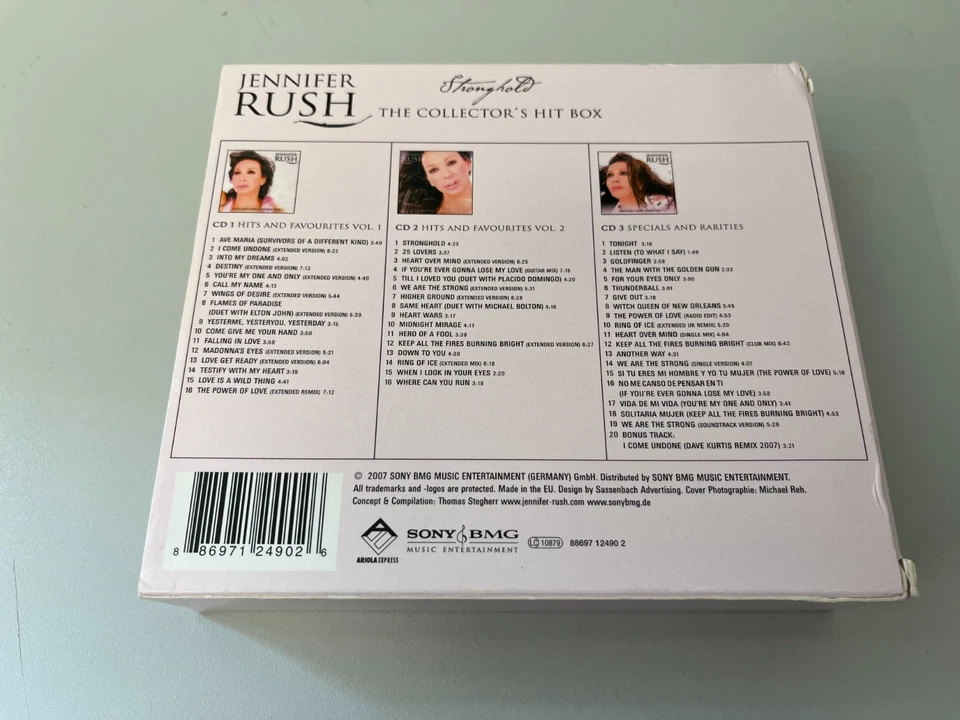 JENNIFER
RUSH
Stronghold
THE COLLECTOR'S HIT BOX
JENNIFER
RUSH
RUSH
JENNIFER
RUSH
CD 1 HITS AND FAVOURITES VOL. 1
1 AVE MARIA (SURVIVORS OF A DIFFERENT KIND) 3:49
2 I COME UNDONE (EXTENDED VERSION) 6:22
3 INTO MY DREAMS 4:02
4 DESTINY (EXTENDED VERSION) 7:12
5 YOU'RE MY ONE AND ONLY (EXTENDED VERSION) 4:40
6 CALL MY NAME 4:13
7 WINGS OF DESIRE (EXTENDED VERSION) 5:44
8 FLAMES OF PARADISE
(DUET WITH ELTON JOHN) (EXTENDED VERSION) 5:39
9 YESTERME, YESTERYOU, YESTERDAY 3:15
10 COME GIVE ME YOUR HAND 3:50
11 FALLING IN LOVE 3:59
12 MADONNA'S EYES (EXTENDED VERSION) 5:21
13 LOVE GET READY (EXTENDED VERSION) 6:04
14 TESTIFY WITH MY HEART 3:19
15 LOVE IS A WILD THING 4:41
16 THE POWER OF LOVE (EXTENDED REMIX) 7:12
CD 2 HITS AND FAVOURITES VOL. 2
1 STRONGHOLD 4:23
2 25 LOVERS 3:37
3 HEART OVER MIND (EXTENDED VERSION) 6:25
4 IF YOU'RE EVER GONNA LOSE MY LOVE (GUITAR MIX) 7:15
5 TILL I LOVED YOU (DUET WITH PLACIDO DOMINGO) 4:20
6 WE ARE THE STRONG (EXTENDED VERSION) 5:31
7 HIGHER GROUND (EXTENDED VERSION) 6:28
8 SAME HEART (DUET WITH MICHAEL BOLTON) 4:18
9 HEART WARS 3:17
10 MIDNIGHT MIRAGE 4:11
11 HERO OF A FOOL 3:38
12 KEEP ALL THE FIRES BURNING BRIGHT (EXTENDED VERSION) 6:27
13 DOWN TO YOU 4:30
14 RING OF ICE (EXTENDED MIX) 6:18
15 WHEN I LOOK IN YOUR EYES 3:20
16 WHERE CAN YOU RUN 3:18
CD 3 SPECIALS AND RARITIES
1 TONIGHT 3:16
2 LISTEN (TO WHAT I SAY) 1:46
3 GOLDFINGER 2:58
4 THE MAN WITH THE GOLDEN GUN 2:33
5 FOR YOUR EYES ONLY 3:00
6 THUNDERBALL 3:01
7 GIVE OUT 3:18
8 WITCH QUEEN OF NEW ORLEANS 3:45
9 THE POWER OF LOVE (RADIO EDIT) 4:53
10 RING OF ICE (EXTENDED UK REMIX) 5:20
11 HEART OVER MIND (SINGLE MIX) 4:04
12 KEEP ALL THE FIRES BURNING BRIGHT (CLUB MIX) 6:42
13 ANOTHER WAY 4:31
14 WE ARE THE STRONG (SINGLE VERSION) 4:01
15 SI TU ERES MI HOMBRE Y YO TU MUJER (THE POWER OF LOVE) 5:18
16 NO ME CANSO DE PENSAR EN TI
(IF YOU'RE EVER GONNA LOSE MY LOVE) 3:58
17 VIDA DE MI VIDA (YOU'RE MY ONE AND ONLY) 3:41
18 SOLITARIA MUJER (KEEP ALL THE FIRES BURNING BRIGHT) 4:53
19 WE ARE THE STRONG (SOUNDTRACK VERSION) 5:29
20 BONUS TRACK:
I COME UNDONE (DAVE KURTIS REMIX 2007) 3:21
© 2007 SONY BMG MUSIC ENTERTAINMENT (GERMANY) GmbH. Distributed by SONY BMG MUSIC ENTERTAINMENT.
All trademarks and -logos are protected. Made in the EU. Design by Sassenbach Advertising. Cover Photographie: Michael Reh.
Concept & Compilation: Thomas Stegherr www.jennifer-rush.com www.sonybmg.de
8 86971 24902 6
ARIOLA EXPRESS
SONY BMG
MUSIC ENTERTAINMENT
LC 10879
88697 12490 2